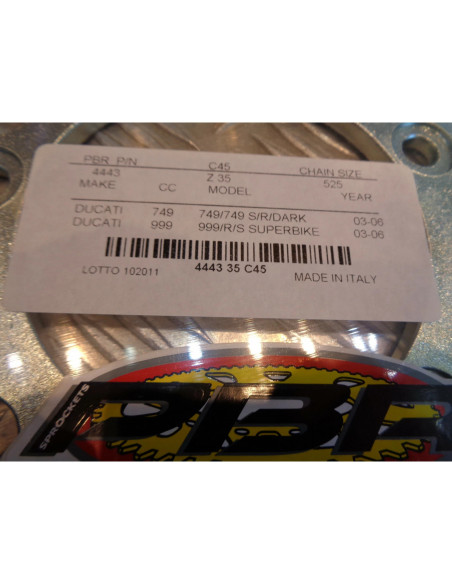 PBR P/N C45 CHAIN SIZE
4443 Z 35 525
MAKE CC MODEL YEAR
DUCATI 749 749/749 S/R/DARK 03-06
DUCATI 999 999/R/S SUPERBIKE 03-06
LOTTO 102011 4443 35 C45 MADE IN ITALY
SPROCKETS
PBR